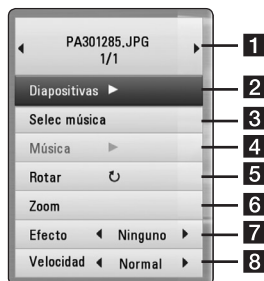 PA301285.JPG 1
1/1
Diapositivas 2
Selec música 3
Música 4
Rotar 5
Zoom 6
Efecto Ninguno 7
Velocidad Normal 8